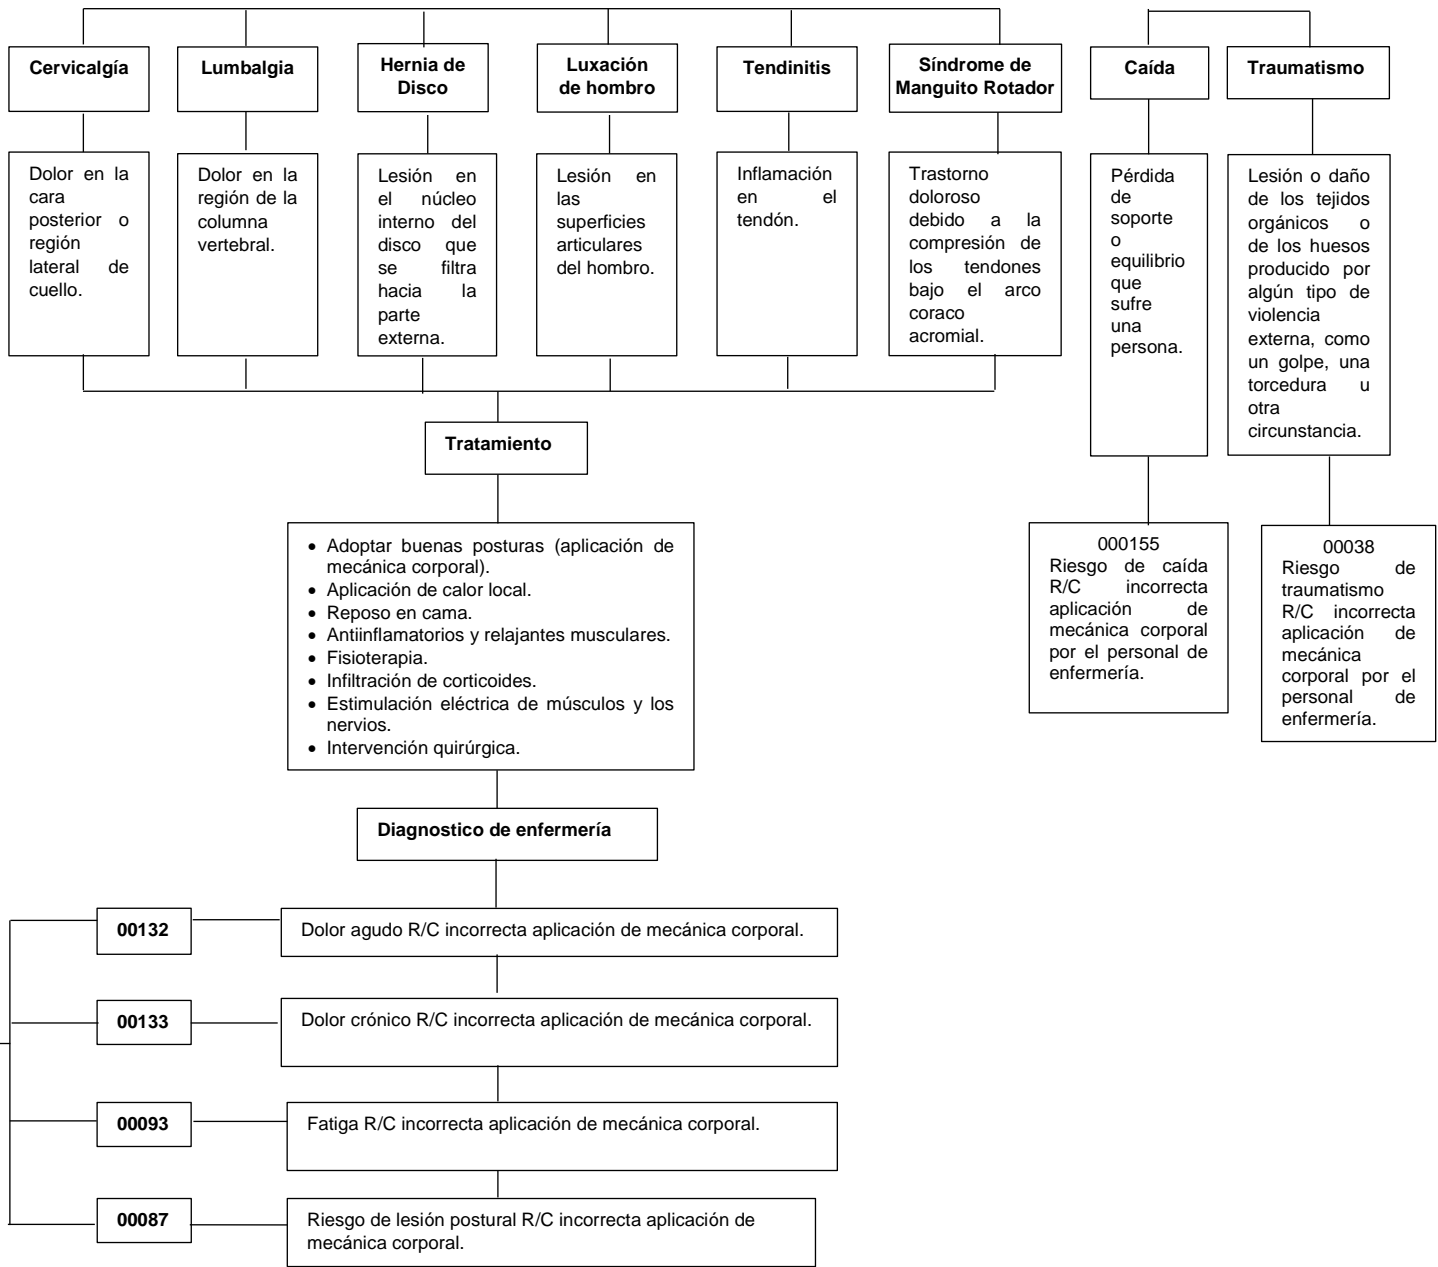 Cervicalgía
Lumbalgia
Hernia de
Disco
Luxación
de hombro
Tendinitis
Síndrome de
Manguito Rotador
Caída
Traumatismo
Dolor en la
cara
posterior o
región
lateral de
cuello.
Dolor en la
región de la
columna
vertebral.
Lesión en
el núcleo
interno del
disco que
se filtra
hacia la
parte
externa.
Lesión en
las
superficies
articulares
del hombro.
Inflamación
en el
tendón.
Trastorno
doloroso
debido a la
compresión de
los tendones
bajo el arco
coraco
acromial.
Pérdida
de
soporte
o
equilibrio
que
sufre
una
persona.
Lesión o daño
de los tejidos
orgánicos o
de los huesos
producido por
algún tipo de
violencia
externa, como
un golpe, una
torcedura u
otra
circunstancia.
Tratamiento
• Adoptar buenas posturas (aplicación de
mecánica corporal).
• Aplicación de calor local.
• Reposo en cama.
• Antiinflamatorios y relajantes musculares.
• Fisioterapia.
• Infiltración de corticoides.
• Estimulación eléctrica de músculos y los
nervios.
• Intervención quirúrgica.
000155
Riesgo de caída
R/C incorrecta
aplicación de
mecánica corporal
por el personal de
enfermería.
00038
Riesgo de
traumatismo
R/C incorrecta
aplicación de
mecánica
corporal por el
personal de
enfermería.
Diagnostico de enfermería
00132
Dolor agudo R/C incorrecta aplicación de mecánica corporal.
00133
Dolor crónico R/C incorrecta aplicación de mecánica corporal.
00093
Fatiga R/C incorrecta aplicación de mecánica corporal.
00087
Riesgo de lesión postural R/C incorrecta aplicación de
mecánica corporal.